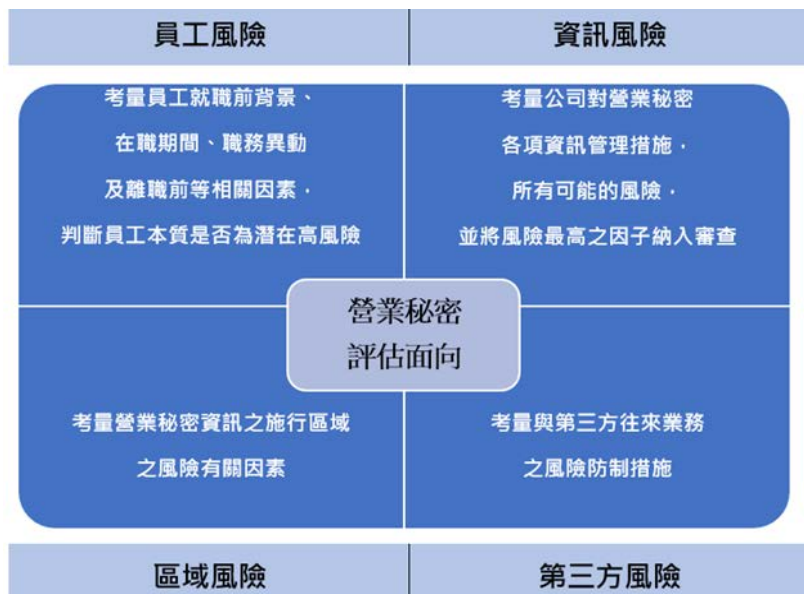 員工風險
資訊風險
考量員工就職前背景、
在職期間、職務異動
及離職前等相關因素，
判斷員工本質是否為潛在高風險
考量公司對營業秘密
各項資訊管理措施，
所有可能的風險，
並將風險最高之因子納入審查
營業秘密
評估面向
考量營業秘密資訊之施行區域
之風險有關因素
考量與第三方往來業務
之風險防制措施
區域風險
第三方風險